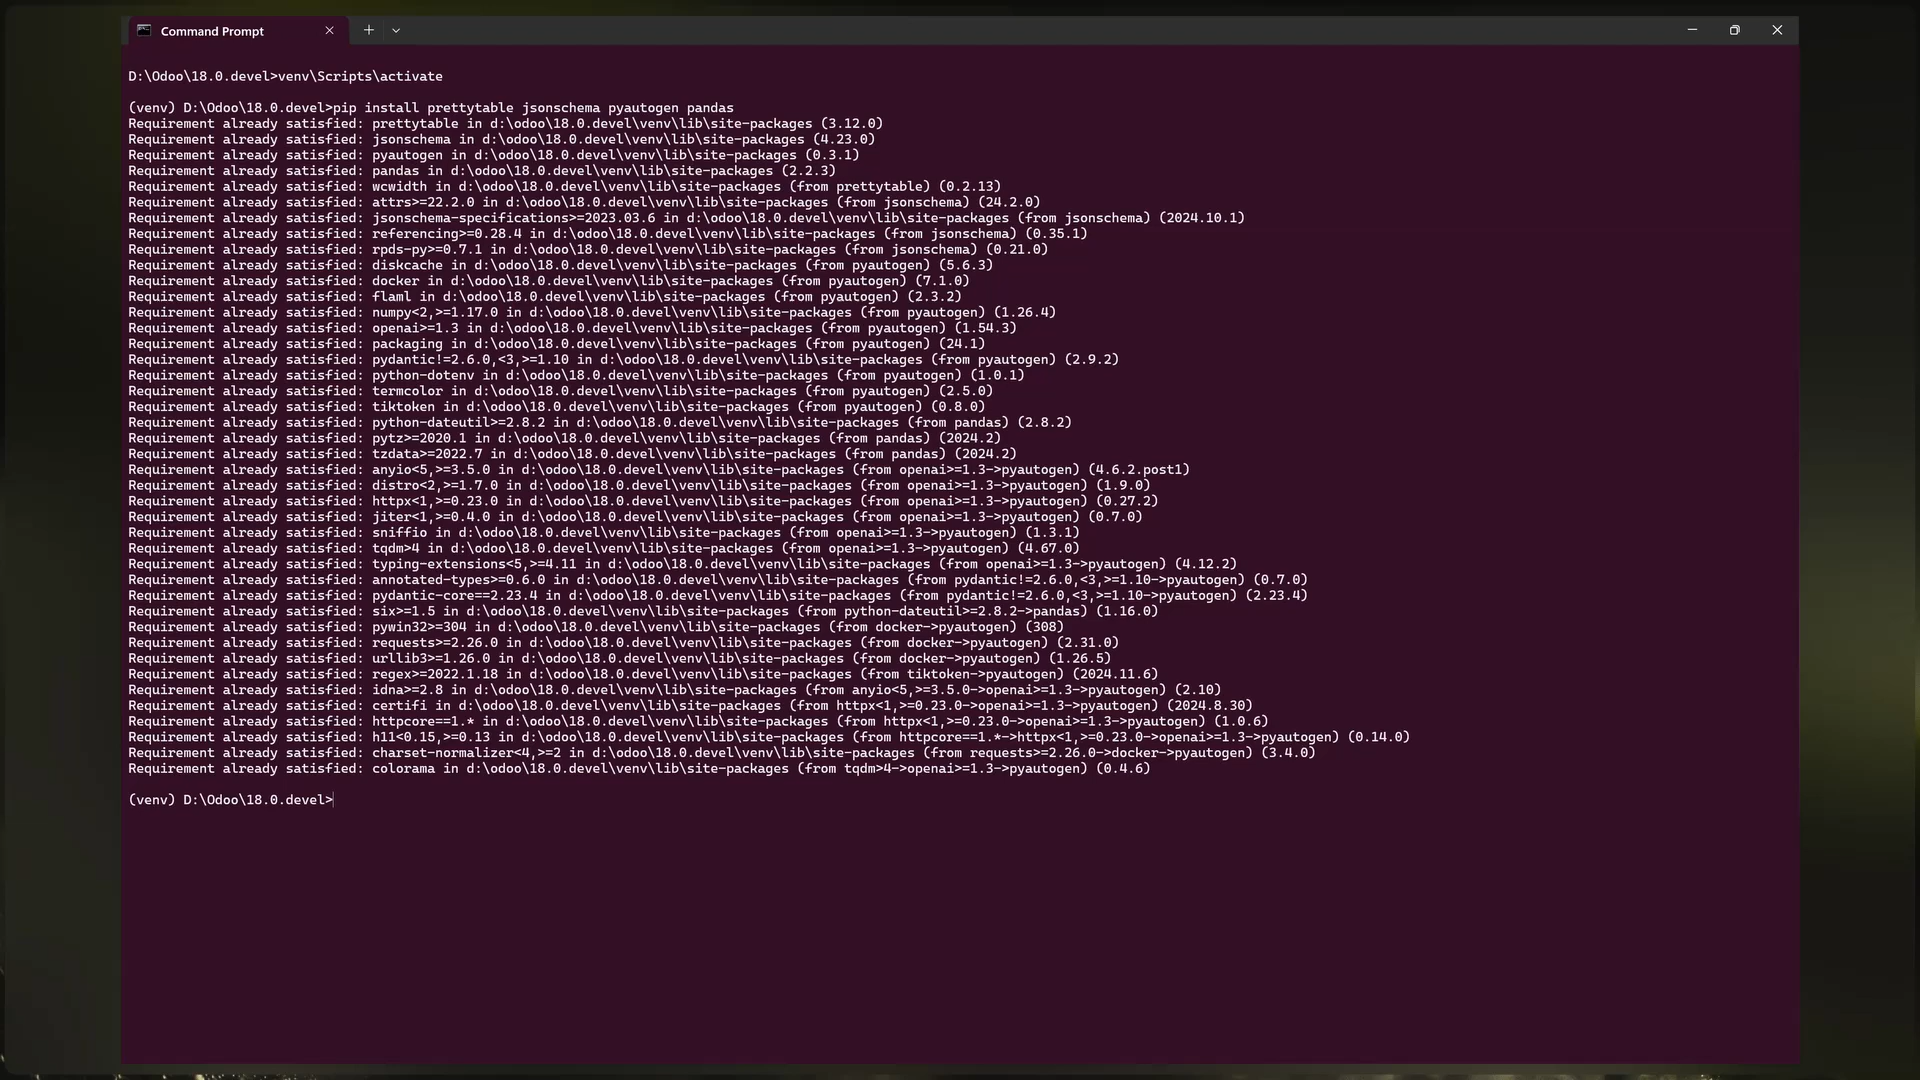 Command Prompt
D:\Odoo\18.0.devel>venv\Scripts\activate
(venv) D:\Odoo\18.0.devel>pip install prettytable jsonschema pyautogen pandas
Requirement already satisfied: prettytable in d:\odoo\18.0.devel\venv\lib\site-packages (3.12.0)
Requirement already satisfied: jsonschema in d:\odoo\18.0.devel\venv\lib\site-packages (4.23.0)
Requirement already satisfied: pyautogen in d:\odoo\18.0.devel\venv\lib\site-packages (0.3.1)
Requirement already satisfied: pandas in d:\odoo\18.0.devel\venv\lib\site-packages (2.2.3)
Requirement already satisfied: wcwidth in d:\odoo\18.0.devel\venv\lib\site-packages (from prettytable) (0.2.13)
Requirement already satisfied: attrs>=22.2.0 in d:\odoo\18.0.devel\venv\lib\site-packages (from jsonschema) (24.2.0)
Requirement already satisfied: jsonschema-specifications>=2023.03.6 in d:\odoo\18.0.devel\venv\lib\site-packages (from jsonschema) (2024.10.1)
Requirement already satisfied: referencing>=0.28.4 in d:\odoo\18.0.devel\venv\lib\site-packages (from jsonschema) (0.35.1)
Requirement already satisfied: rpds-py>=0.7.1 in d:\odoo\18.0.devel\venv\lib\site-packages (from jsonschema) (0.21.0)
Requirement already satisfied: diskcache in d:\odoo\18.0.devel\venv\lib\site-packages (from pyautogen) (5.6.3)
Requirement already satisfied: docker in d:\odoo\18.0.devel\venv\lib\site-packages (from pyautogen) (7.1.0)
Requirement already satisfied: flaml in d:\odoo\18.0.devel\venv\lib\site-packages (from pyautogen) (2.3.2)
Requirement already satisfied: numpy<2,>=1.17.0 in d:\odoo\18.0.devel\venv\lib\site-packages (from pyautogen) (1.26.4)
Requirement already satisfied: openai>=1.3 in d:\odoo\18.0.devel\venv\lib\site-packages (from pyautogen) (1.54.3)
Requirement already satisfied: packaging in d:\odoo\18.0.devel\venv\lib\site-packages (from pyautogen) (24.1)
Requirement already satisfied: pydantic!=2.6.0,<3,>=1.10 in d:\odoo\18.0.devel\venv\lib\site-packages (from pyautogen) (2.9.2)
Requirement already satisfied: python-dotenv in d:\odoo\18.0.devel\venv\lib\site-packages (from pyautogen) (1.0.1)
Requirement already satisfied: termcolor in d:\odoo\18.0.devel\venv\lib\site-packages (from pyautogen) (2.5.0)
Requirement already satisfied: tiktoken in d:\odoo\18.0.devel\venv\lib\site-packages (from pyautogen) (0.8.0)
Requirement already satisfied: python-dateutil>=2.8.2 in d:\odoo\18.0.devel\venv\lib\site-packages (from pandas) (2.8.2)
Requirement already satisfied: pytz>=2020.1 in d:\odoo\18.0.devel\venv\lib\site-packages (from pandas) (2024.2)
Requirement already satisfied: tzdata>=2022.7 in d:\odoo\18.0.devel\venv\lib\site-packages (from pandas) (2024.2)
Requirement already satisfied: anyio<5,>=3.5.0 in d:\odoo\18.0.devel\venv\lib\site-packages (from openai>=1.3->pyautogen) (4.6.2.post1)
Requirement already satisfied: distro<2,>=1.7.0 in d:\odoo\18.0.devel\venv\lib\site-packages (from openai>=1.3->pyautogen) (1.9.0)
Requirement already satisfied: httpx<1,>=0.23.0 in d:\odoo\18.0.devel\venv\lib\site-packages (from openai>=1.3->pyautogen) (0.27.2)
Requirement already satisfied: jiter<1,>=0.4.0 in d:\odoo\18.0.devel\venv\lib\site-packages (from openai>=1.3->pyautogen) (0.7.0)
Requirement already satisfied: sniffio in d:\odoo\18.0.devel\venv\lib\site-packages (from openai>=1.3->pyautogen) (1.3.1)
Requirement already satisfied: tqdm>4 in d:\odoo\18.0.devel\venv\lib\site-packages (from openai>=1.3->pyautogen) (4.67.0)
Requirement already satisfied: typing-extensions<5,>=4.11 in d:\odoo\18.0.devel\venv\lib\site-packages (from openai>=1.3->pyautogen) (4.12.2)
Requirement already satisfied: annotated-types>=0.6.0 in d:\odoo\18.0.devel\venv\lib\site-packages (from pydantic!=2.6.0,<3,>=1.10->pyautogen) (0.7.0)
Requirement already satisfied: pydantic-core==2.23.4 in d:\odoo\18.0.devel\venv\lib\site-packages (from pydantic!=2.6.0,<3,>=1.10->pyautogen) (2.23.4)
Requirement already satisfied: six>=1.5 in d:\odoo\18.0.devel\venv\lib\site-packages (from python-dateutil>=2.8.2->pandas) (1.16.0)
Requirement already satisfied: pywin32>=304 in d:\odoo\18.0.devel\venv\lib\site-packages (from docker->pyautogen) (308)
Requirement already satisfied: requests>=2.26.0 in d:\odoo\18.0.devel\venv\lib\site-packages (from docker->pyautogen) (2.31.0)
Requirement already satisfied: urllib3>=1.26.0 in d:\odoo\18.0.devel\venv\lib\site-packages (from docker->pyautogen) (1.26.5)
Requirement already satisfied: regex>=2022.1.18 in d:\odoo\18.0.devel\venv\lib\site-packages (from tiktoken->pyautogen) (2024.11.6)
Requirement already satisfied: idna>=2.8 in d:\odoo\18.0.devel\venv\lib\site-packages (from anyio<5,>=3.5.0->openai>=1.3->pyautogen) (2.10)
Requirement already satisfied: certifi in d:\odoo\18.0.devel\venv\lib\site-packages (from httpx<1,>=0.23.0->openai>=1.3->pyautogen) (2024.8.30)
Requirement already satisfied: httpcore==1.* in d:\odoo\18.0.devel\venv\lib\site-packages (from httpx<1,>=0.23.0->openai>=1.3->pyautogen) (1.0.6)
Requirement already satisfied: h11<0.15,>=0.13 in d:\odoo\18.0.devel\venv\lib\site-packages (from httpcore==1.*->httpx<1,>=0.23.0->openai>=1.3->pyautogen) (0.14.0)
Requirement already satisfied: charset-normalizer<4,>=2 in d:\odoo\18.0.devel\venv\lib\site-packages (from requests>=2.26.0->docker->pyautogen) (3.4.0)
Requirement already satisfied: colorama in d:\odoo\18.0.devel\venv\lib\site-packages (from tqdm>4->openai>=1.3->pyautogen) (0.4.6)
(venv) D:\Odoo\18.0.devel>